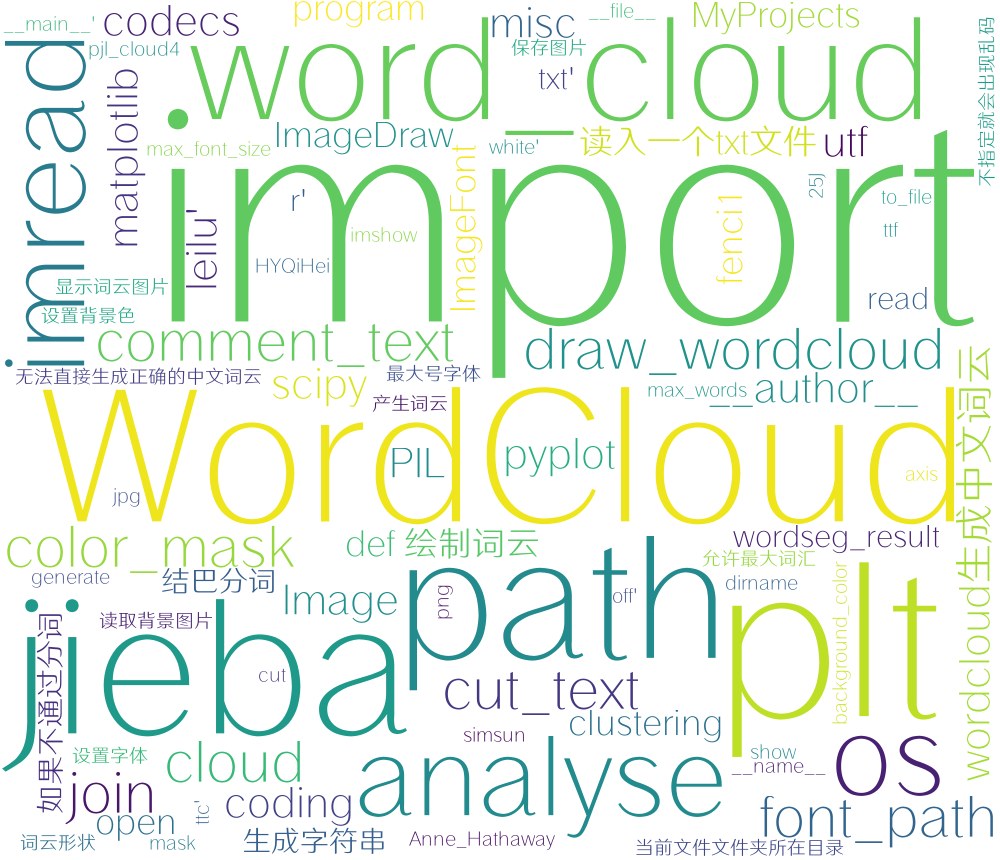 __main__'
codecs
program
misc
__file__
MyProjects
pjl_cloud4
保存图片
word_cloud
txt'
imread
matplotlib
max_font_size
ImageDraw
white'
读入一个txt文件
utf
不指定就会出现乱码
import
leilu'
r'
HYQiHei
imshow
ImageFont
fenci1
25J
to_file
ttf
read
显示词云图片
设置背景色
comment_text
draw_wordcloud
无法直接生成正确的中文词云
scipy
最大号字体
产生词云
max_words
__author__
WordCloud
PIL
pyplot
axis
jpg
wordcloud生成中文词云
color_mask
def 绘制词云
wordseg_result
允许最大词汇
generate
结巴分词
Image
png
path
off'
dirname
background_color
plt
读取背景图片
如果不通过分词
jieba
cut
cut_text
clustering
simsun
设置字体
cloud
analyse
show
__name__
os
join
open
ttc'
coding
font_path
词云形状
mask
生成字符串
Anne_Hathaway
当前文件文件夹所在目录